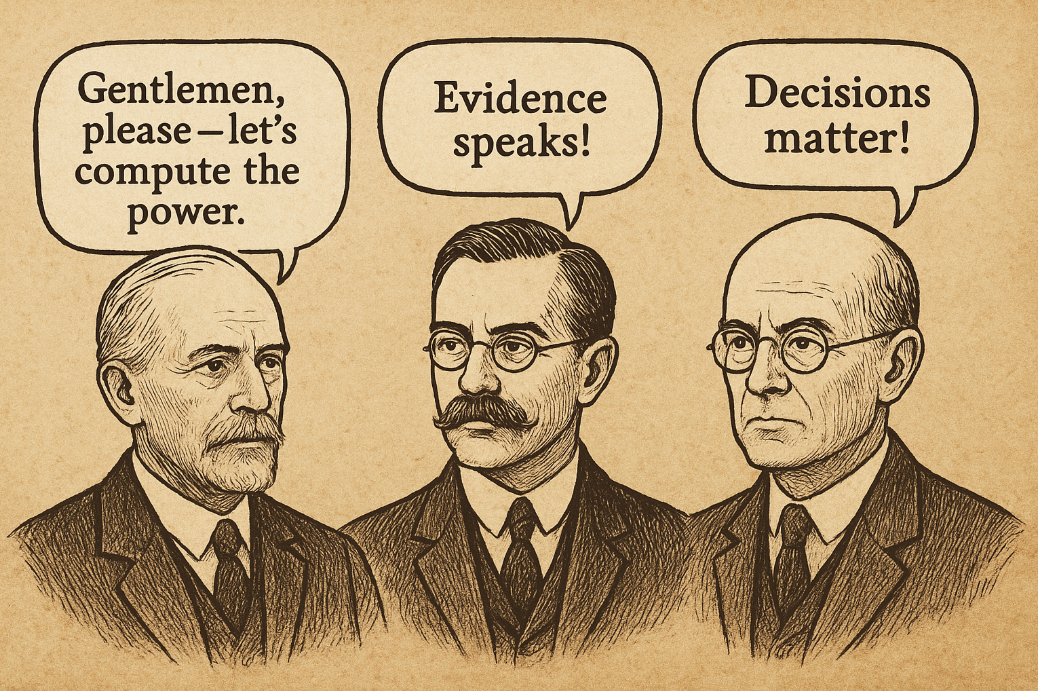 Gentlemen,
please—let's
compute the
power.
Evidence
speaks!
Decisions
matter!